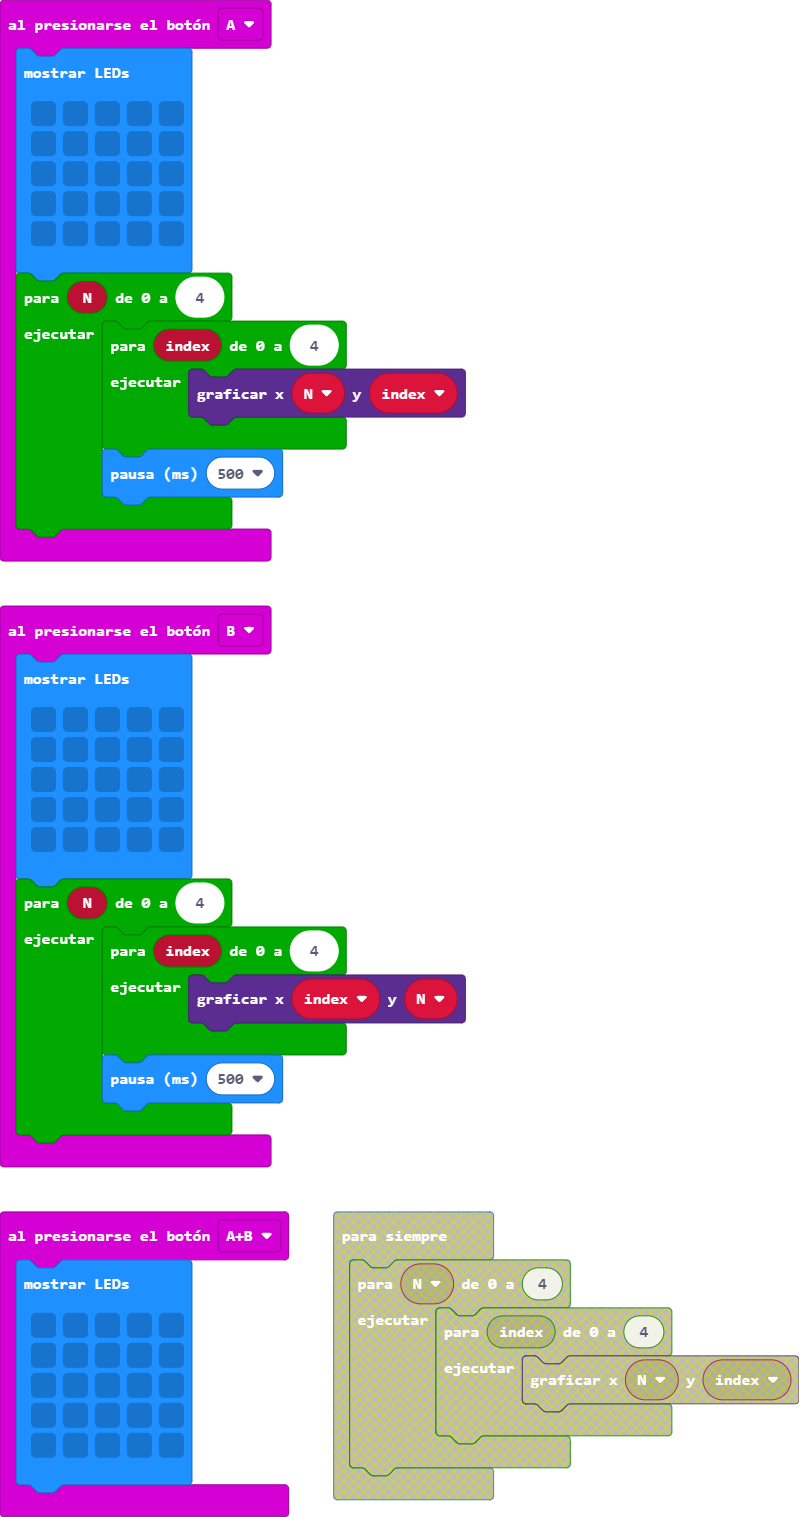 al presionarse el botón A
mostrar LEDs
para N de 0 a 4
ejecutar
para index de 0 a 4
ejecutar
graficar x N y index
pausa (ms) 500
al presionarse el botón B
mostrar LEDs
para N de 0 a 4
ejecutar
para index de 0 a 4
ejecutar
graficar x index y N
pausa (ms) 500
al presionarse el botón A+B
mostrar LEDs
para siempre
para N de 0 a 4
ejecutar
para index de 0 a 4
ejecutar
graficar x N y index